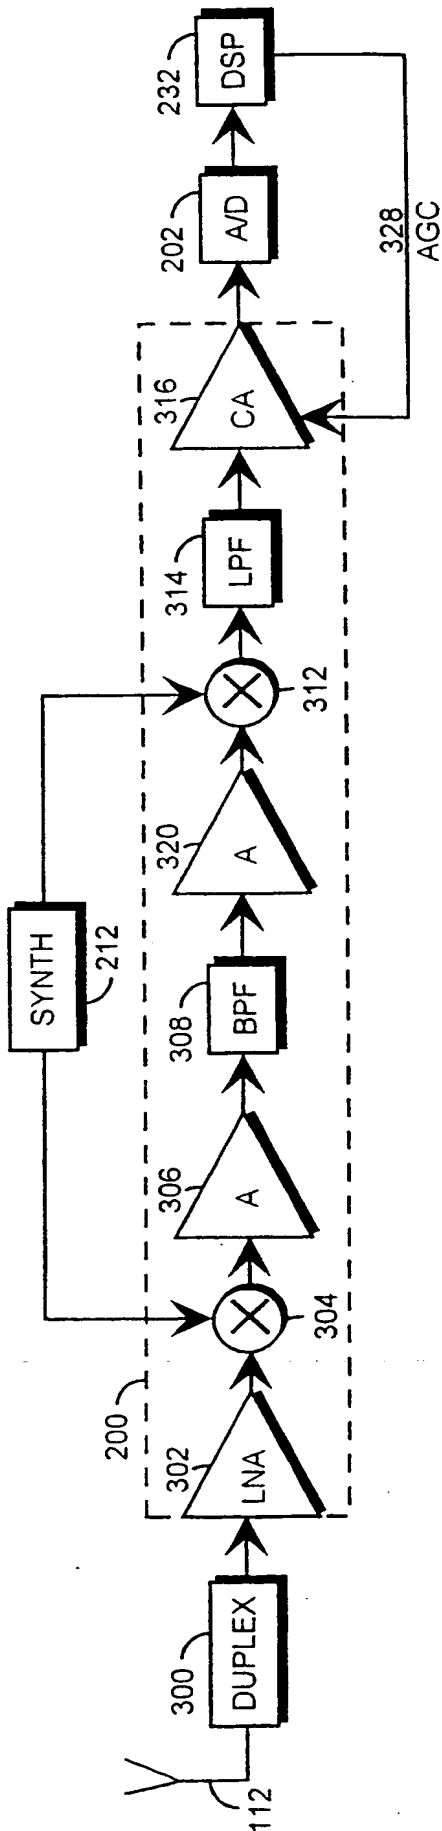 112
300
DUPLEX
200
302
LNA
304
306
A
308
BPF
SYNTH
212
320
A
312
314
LPF
316
CA
202
A/D
232
DSP
328
AGC